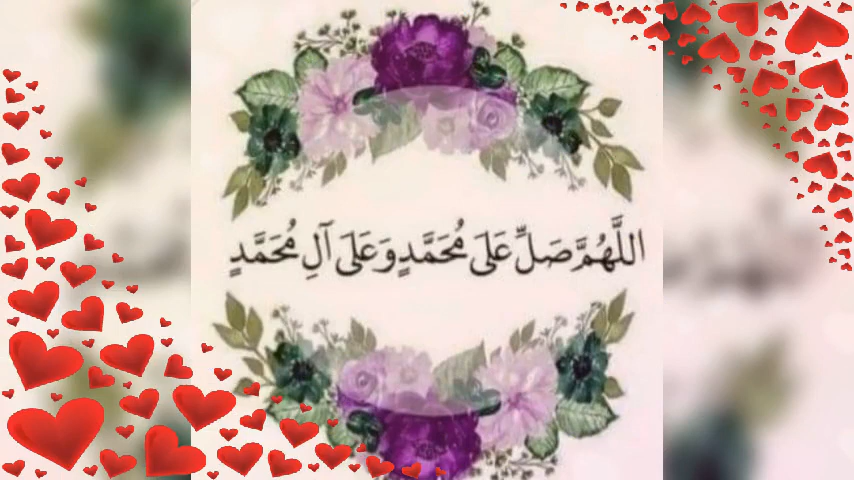 اللَّهُمَّ صَلِّ عَلَى مُحَمَّدٍ وَعَلَى آلِ مُحَمَّدٍ